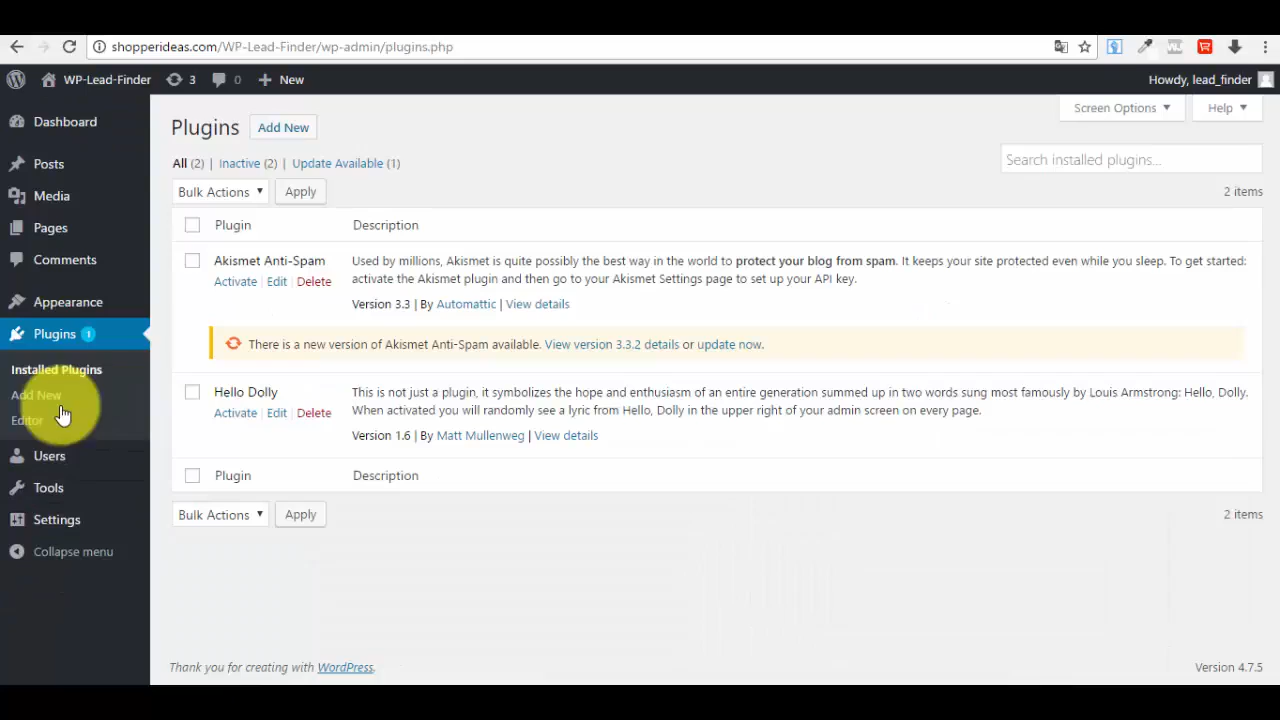 shopperideas.com/WP-Lead-Finder/wp-admin/plugins.php
WP-Lead-Finder 3 0 New Howdy, lead_finder
Screen Options Help
Dashboard
Posts
Media
Pages
Comments
Appearance
Plugins 1
Installed Plugins
Add New
Editor
Users
Tools
Settings
Collapse menu
Plugins Add New
All (2) | Inactive (2) | Update Available (1)
Search installed plugins...
Bulk Actions Apply 2 items
Plugin Description
Akismet Anti-Spam
Activate | Edit | Delete
Used by millions, Akismet is quite possibly the best way in the world to protect your blog from spam. It keeps your site protected even while you sleep. To get started:
activate the Akismet plugin and then go to your Akismet Settings page to set up your API key.
Version 3.3 | By Automattic | View details
There is a new version of Akismet Anti-Spam available. View version 3.3.2 details or update now.
Hello Dolly
Activate | Edit | Delete
This is not just a plugin, it symbolizes the hope and enthusiasm of an entire generation summed up in two words sung most famously by Louis Armstrong: Hello, Dolly.
When activated you will randomly see a lyric from Hello, Dolly in the upper right of your admin screen on every page.
Version 1.6 | By Matt Mullenweg | View details
Plugin Description
Bulk Actions Apply 2 items
Thank you for creating with WordPress. Version 4.7.5